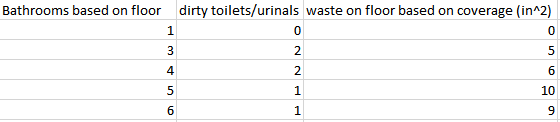 Bathrooms based on floor dirty toilets/urinals waste on floor based on coverage (in^2)
1 0 0
3 2 5
4 2 6
5 1 10
6 1 9